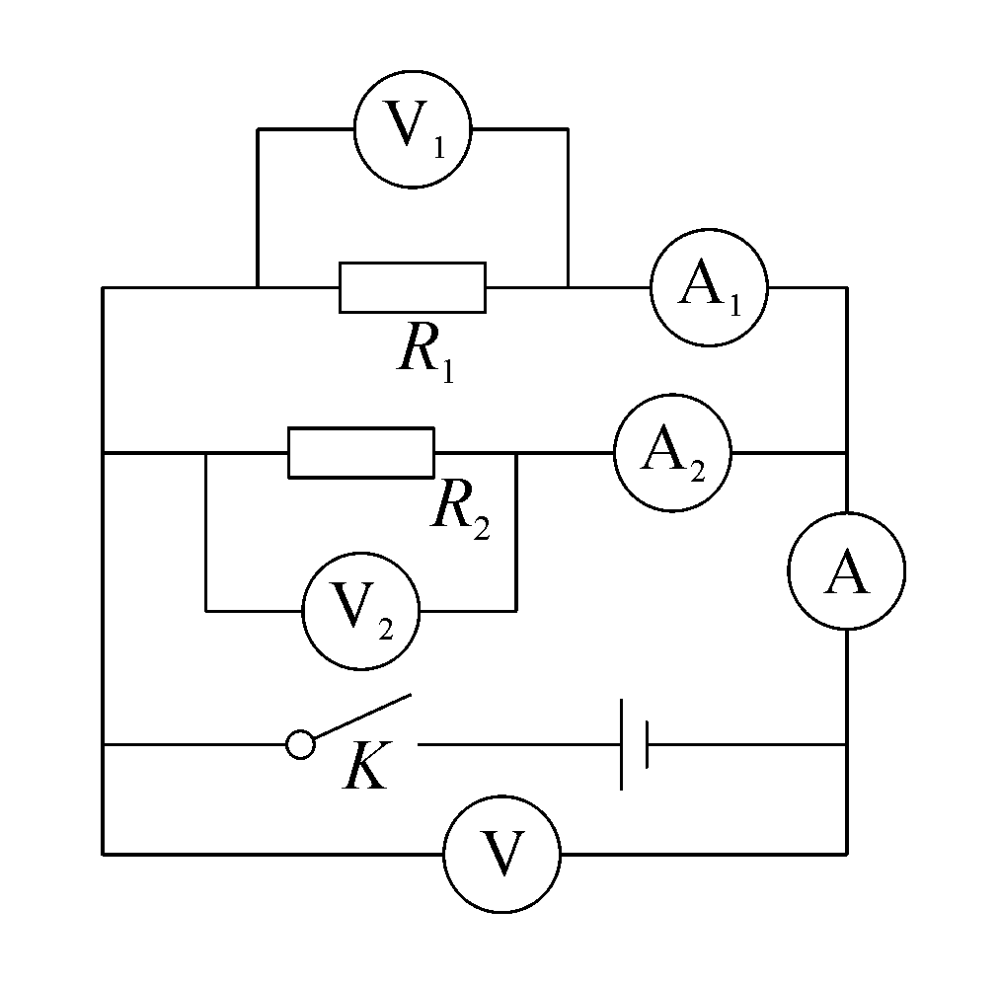 V₁
A₁
R₁
A₂
R₂
V₂
A
K
V